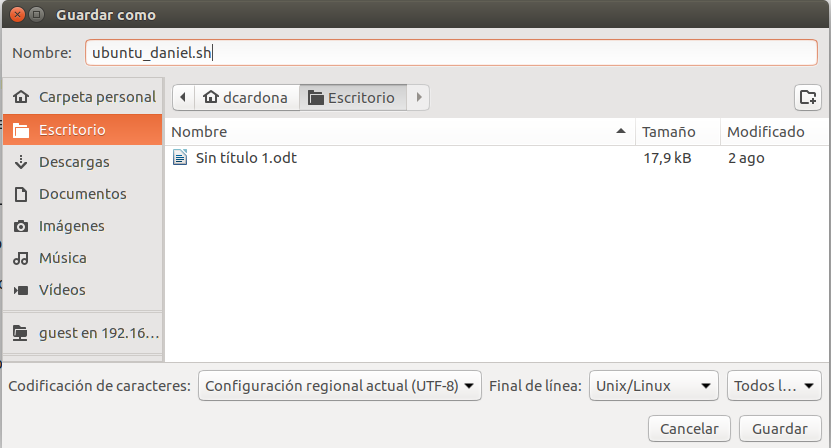 Guardar como
Nombre: ubuntu_daniel.sh
Carpeta personal
Escritorio
Descargas
Documentos
Imágenes
Música
Vídeos
guest en 192.16...
dcardona Escritorio
Nombre Tamaño Modificado
Sin título 1.odt 17,9 kB 2 ago
Codificación de caracteres: Configuración regional actual (UTF-8) Final de línea: Unix/Linux Todos l...
Cancelar Guardar